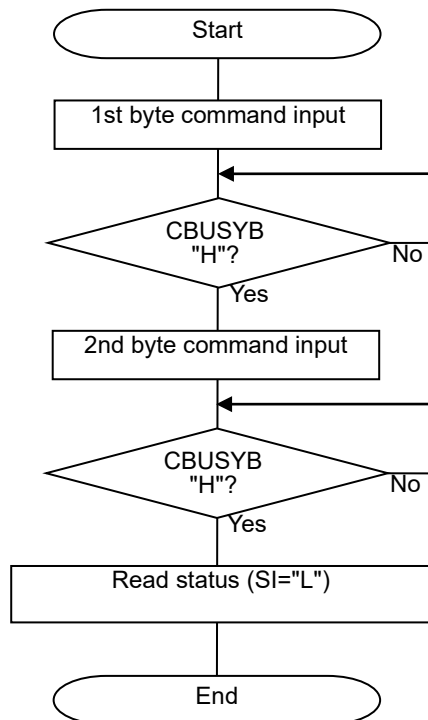 Start
1st byte command input
CBUSYB
"H"?
No
Yes
2nd byte command input
CBUSYB
"H"?
No
Yes
Read status (SI="L")
End